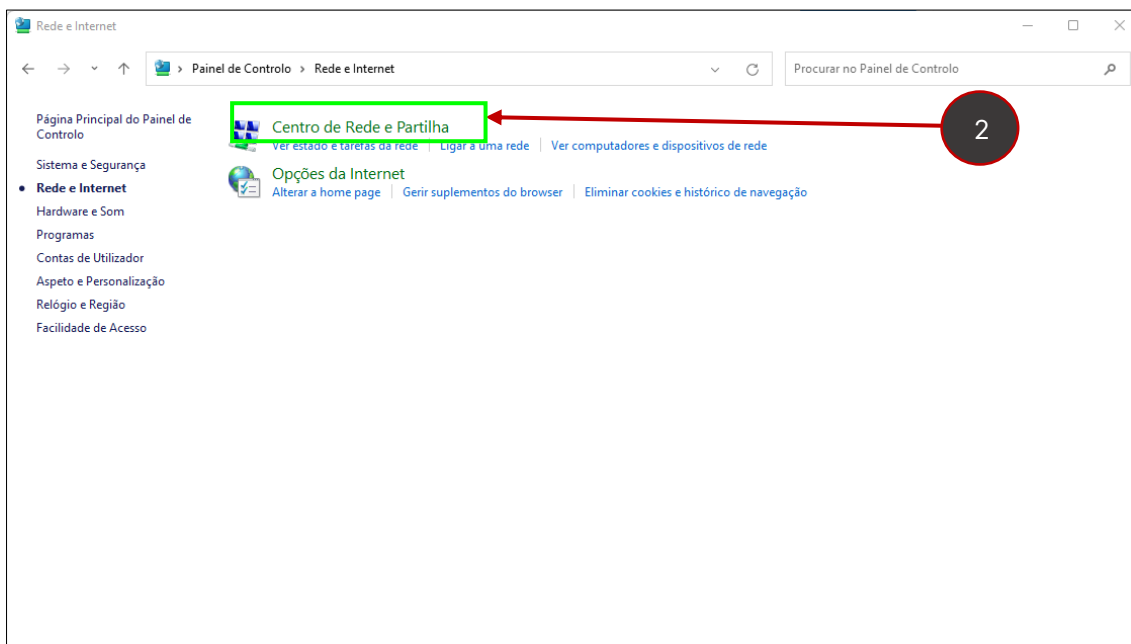 Rede e Internet
Painel de Controlo > Rede e Internet
Procurar no Painel de Controlo
Página Principal do Painel de
Controlo
Sistema e Segurança
Rede e Internet
Hardware e Som
Programas
Contas de Utilizador
Aspeto e Personalização
Relógio e Região
Facilidade de Acesso
Centro de Rede e Partilha
Ver estado e tarefas da rede | Ligar a uma rede | Ver computadores e dispositivos de rede
Opções da Internet
Alterar a home page | Gerir suplementos do browser | Eliminar cookies e histórico de navegação
2